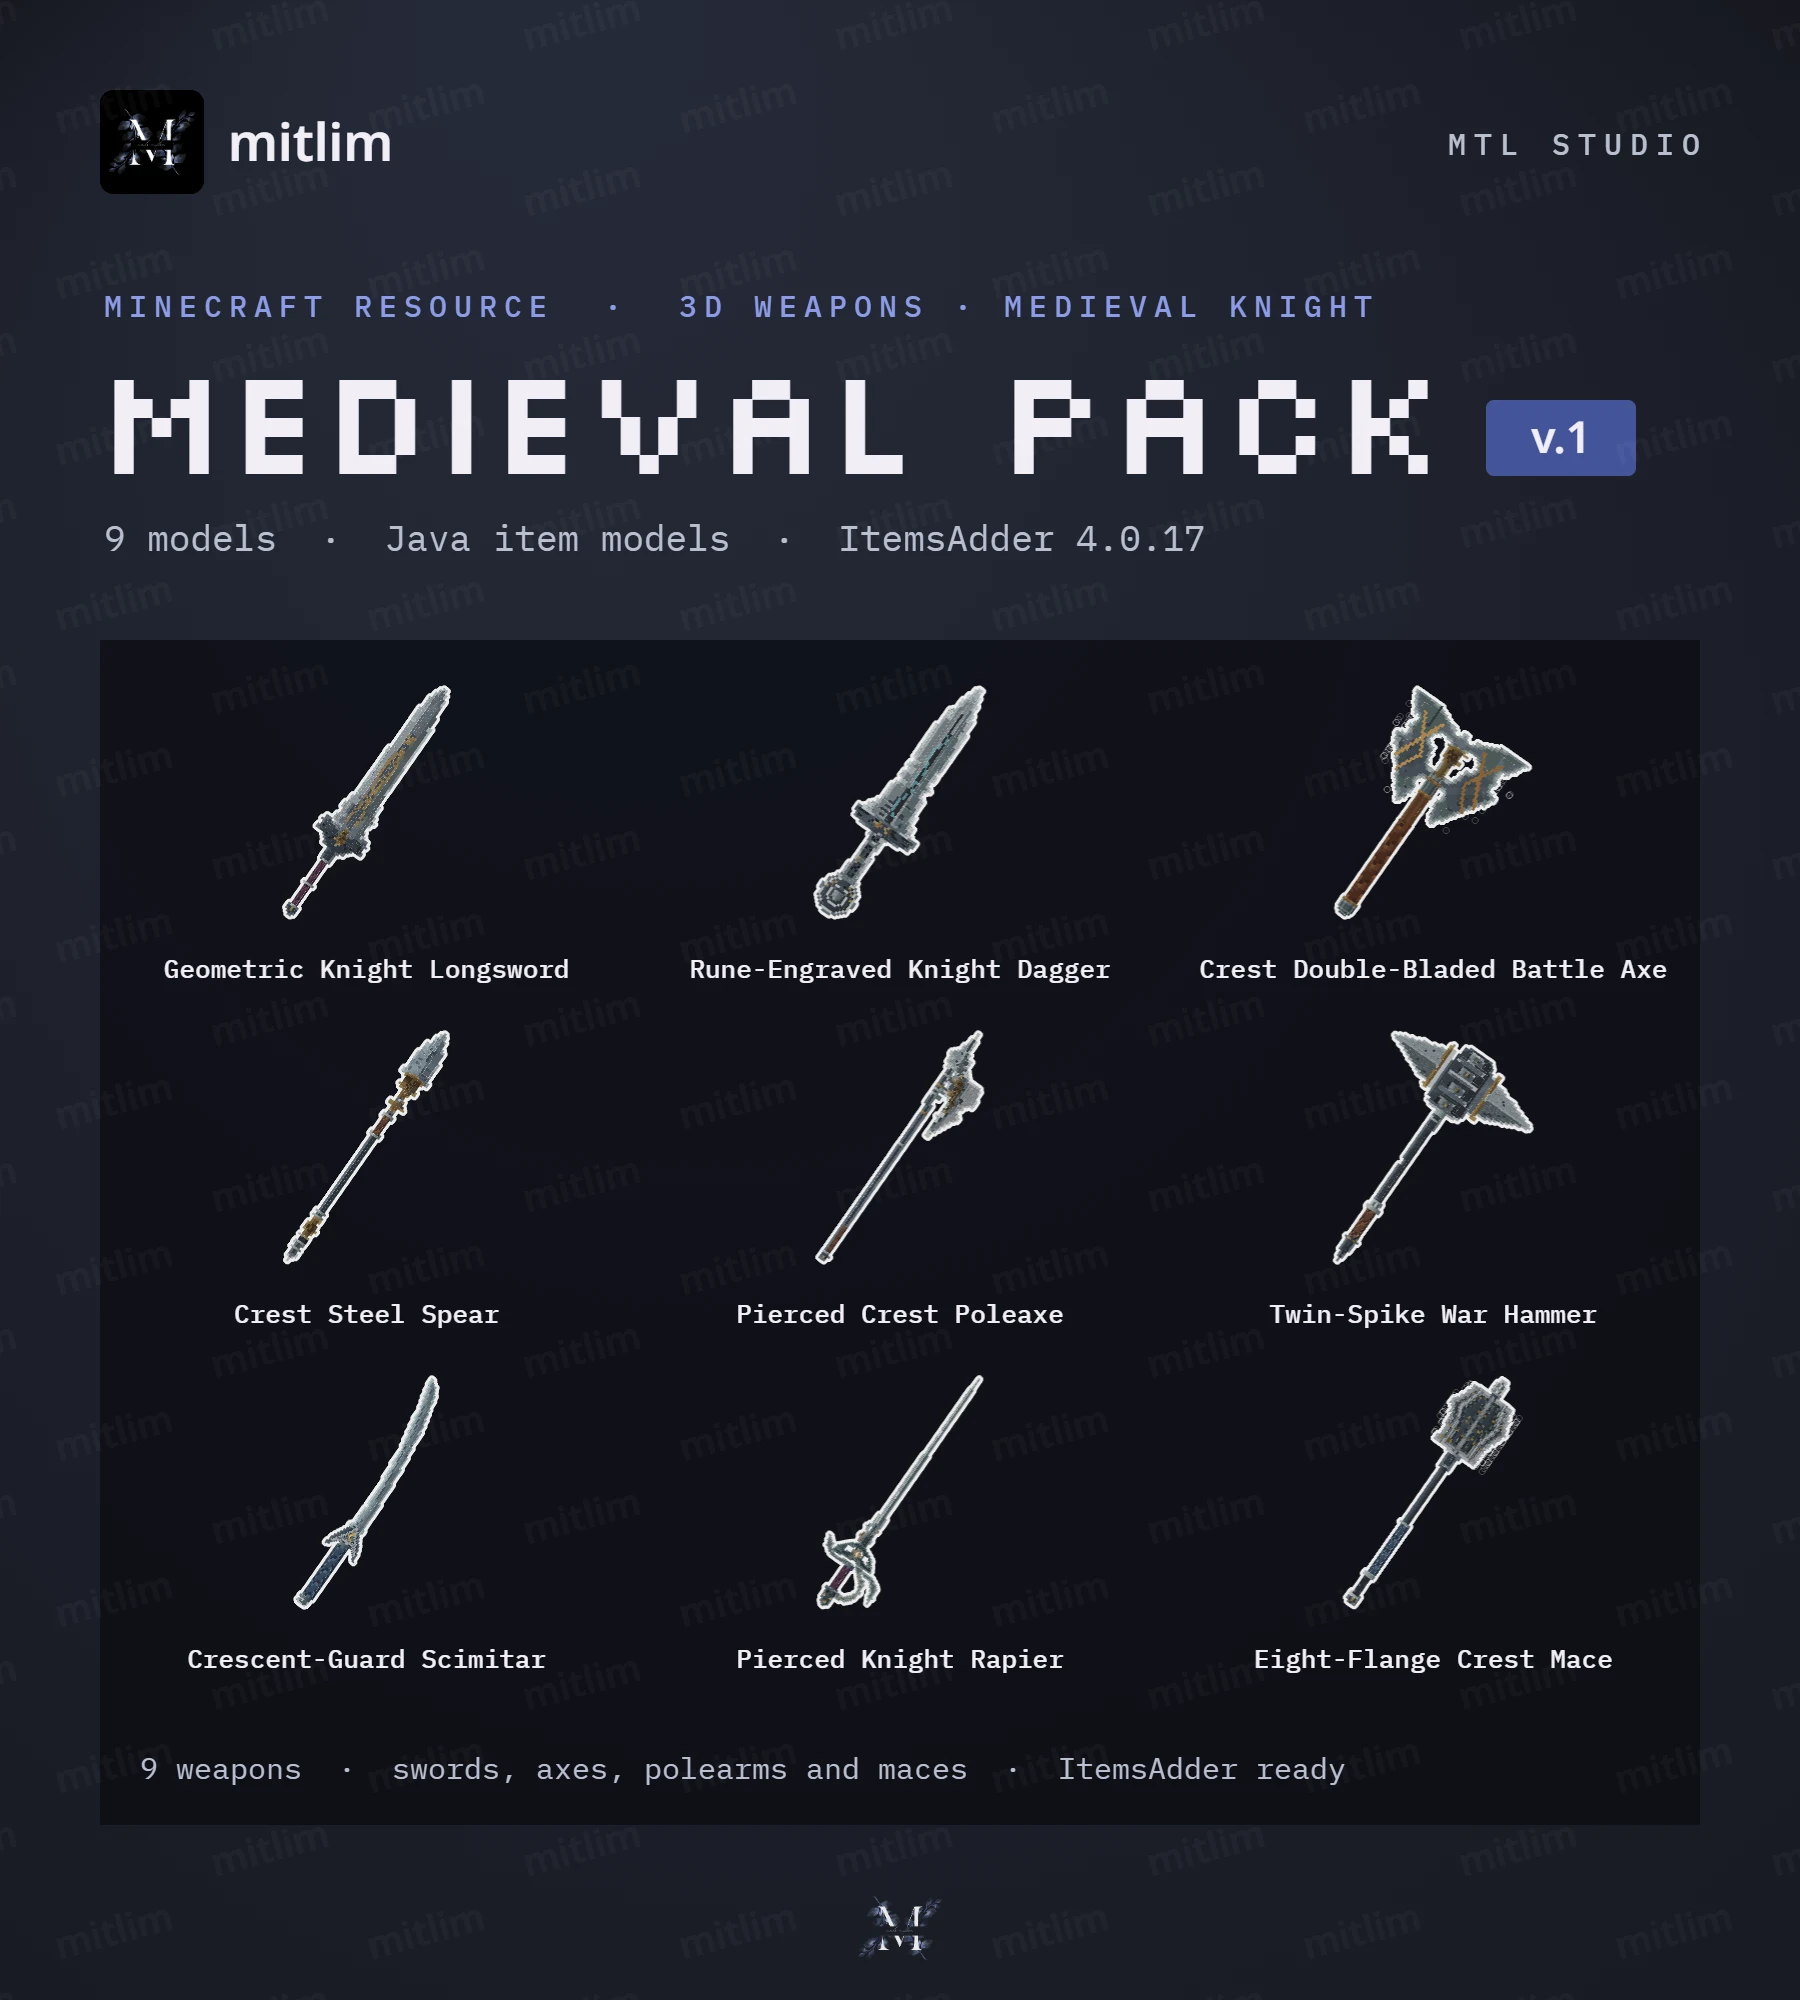 mitlim
MTL STUDIO
MINECRAFT RESOURCE · 3D WEAPONS · MEDIEVAL KNIGHT
MEDIEVAL PACK v.1
9 models · Java item models · ItemsAdder 4.0.17
Geometric Knight Longsword
Rune-Engraved Knight Dagger
Crest Double-Bladed Battle Axe
Crest Steel Spear
Pierced Crest Poleaxe
Twin-Spike War Hammer
Crescent-Guard Scimitar
Pierced Knight Rapier
Eight-Flange Crest Mace
9 weapons · swords, axes, polearms and maces · ItemsAdder ready